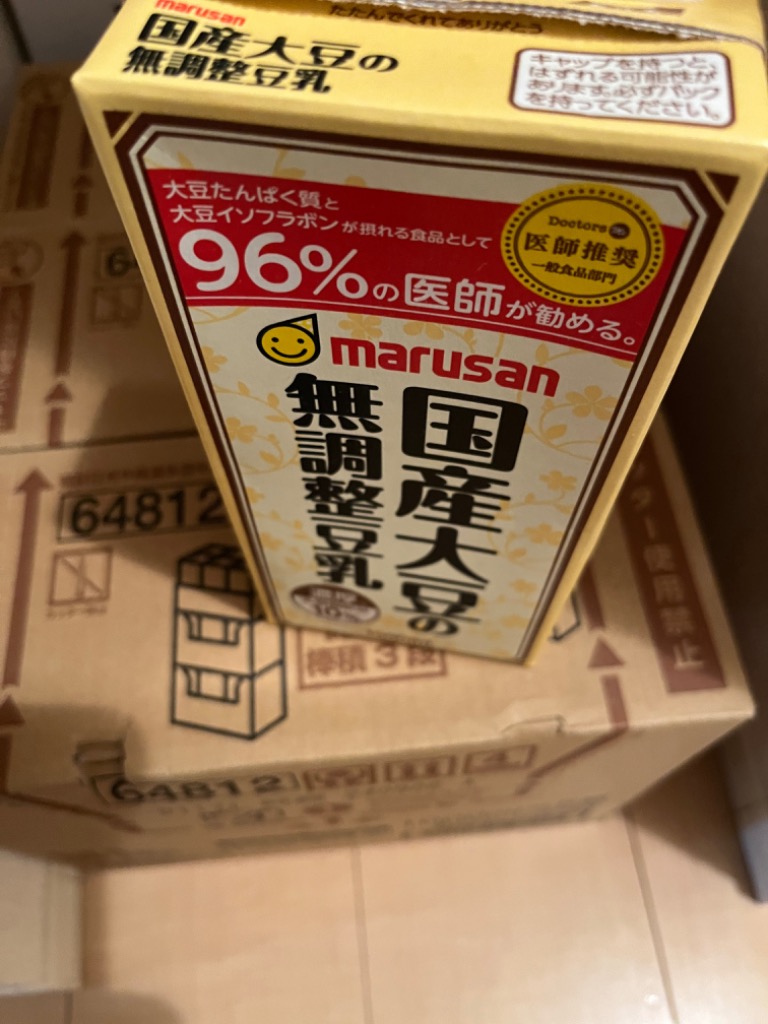 marusan
たたんでくれてありがとう
国産大豆の
無調整豆乳
キャップを持つと、
はずれる可能性が
あります。必ずパック
を持ってください。
大豆たんぱく質と
大豆イソフラボンが摂れる食品として
96%の医師が勧める。
Doctors
医師推奨
一般食品部門
marusan
国産大豆の
無調整豆乳
濃厚
10%
64812
ー使用禁止
棒積3段
64812